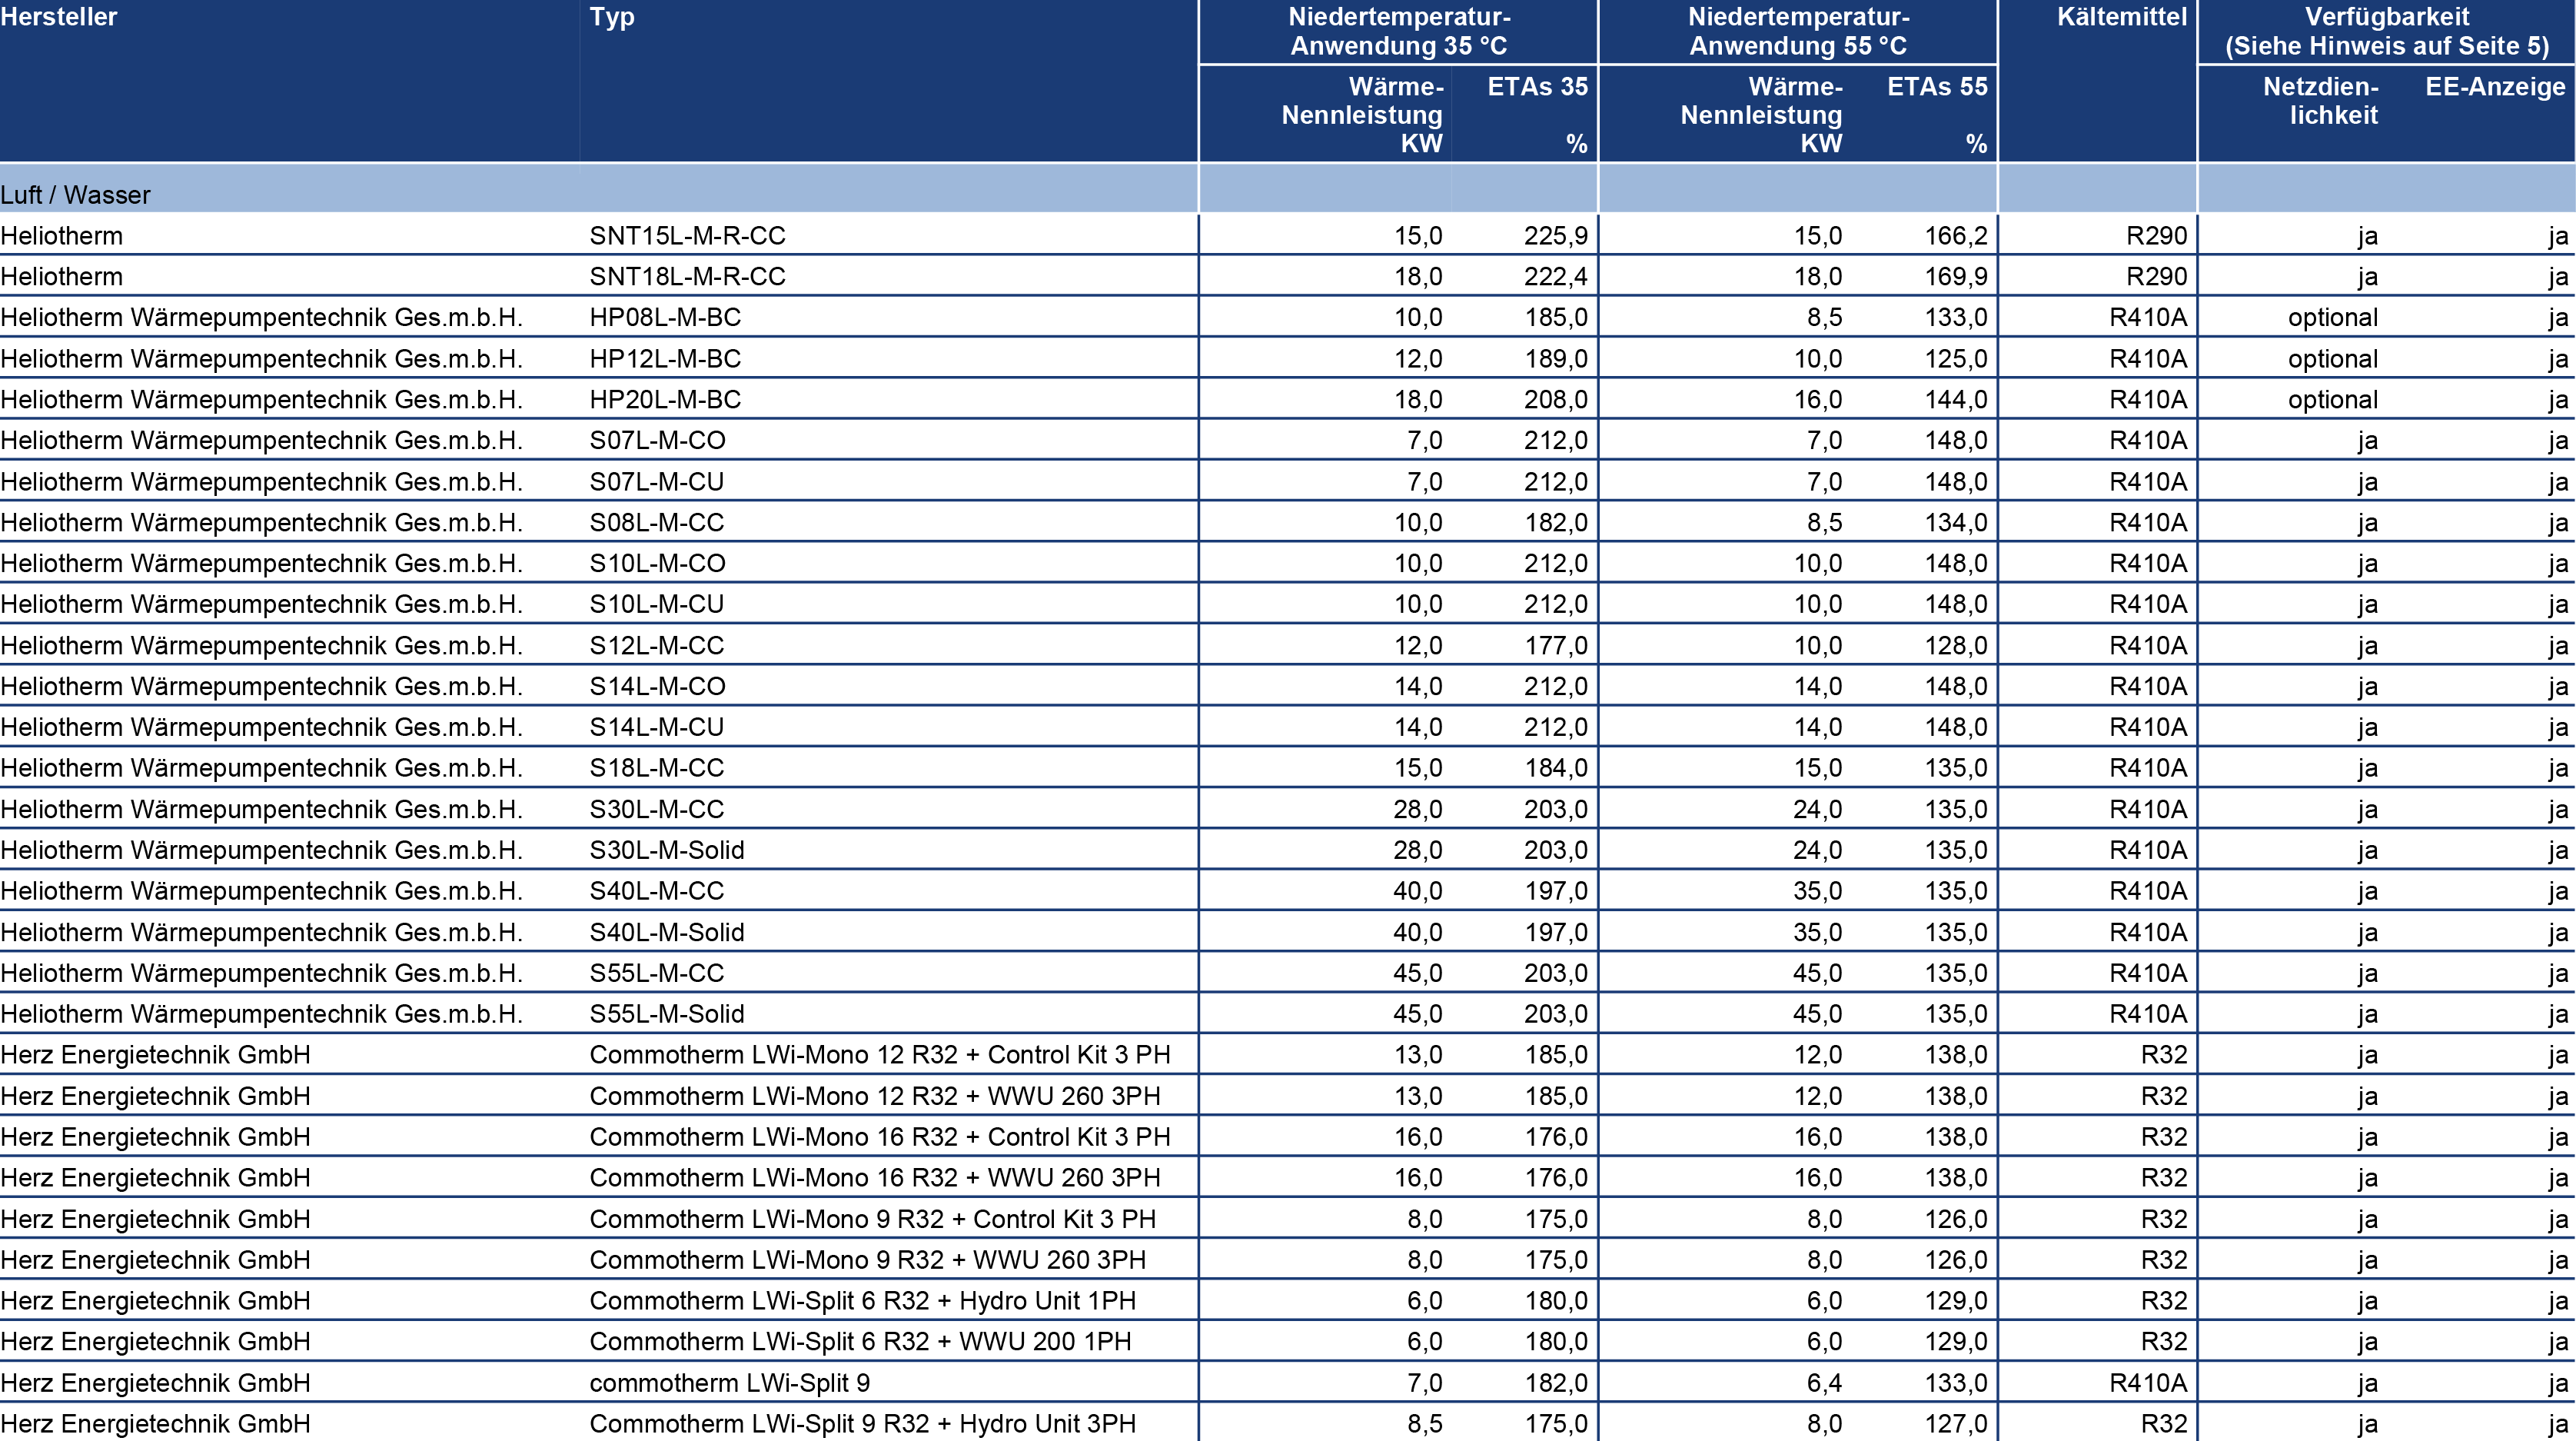 Hersteller Typ Niedertemperatur- Niedertemperatur- Kältemittel Verfügbarkeit
Anwendung 35 °C Anwendung 55 °C (Siehe Hinweis auf Seite 5)
Wärme- ETAs 35 Wärme- ETAs 55 Netzdien- EE-Anzeige
Nennleistung Nennleistung lichkeit
KW % KW %
Luft / Wasser
Heliotherm SNT15L-M-R-CC 15,0 225,9 15,0 166,2 R290 ja ja
Heliotherm SNT18L-M-R-CC 18,0 222,4 18,0 169,9 R290 ja ja
Heliotherm Wärmepumpentechnik Ges.m.b.H. HP08L-M-BC 10,0 185,0 8,5 133,0 R410A optional ja
Heliotherm Wärmepumpentechnik Ges.m.b.H. HP12L-M-BC 12,0 189,0 10,0 125,0 R410A optional ja
Heliotherm Wärmepumpentechnik Ges.m.b.H. HP20L-M-BC 18,0 208,0 16,0 144,0 R410A optional ja
Heliotherm Wärmepumpentechnik Ges.m.b.H. S07L-M-CO 7,0 212,0 7,0 148,0 R410A ja ja
Heliotherm Wärmepumpentechnik Ges.m.b.H. S07L-M-CU 7,0 212,0 7,0 148,0 R410A ja ja
Heliotherm Wärmepumpentechnik Ges.m.b.H. S08L-M-CC 10,0 182,0 8,5 134,0 R410A ja ja
Heliotherm Wärmepumpentechnik Ges.m.b.H. S10L-M-CO 10,0 212,0 10,0 148,0 R410A ja ja
Heliotherm Wärmepumpentechnik Ges.m.b.H. S10L-M-CU 10,0 212,0 10,0 148,0 R410A ja ja
Heliotherm Wärmepumpentechnik Ges.m.b.H. S12L-M-CC 12,0 177,0 10,0 128,0 R410A ja ja
Heliotherm Wärmepumpentechnik Ges.m.b.H. S14L-M-CO 14,0 212,0 14,0 148,0 R410A ja ja
Heliotherm Wärmepumpentechnik Ges.m.b.H. S14L-M-CU 14,0 212,0 14,0 148,0 R410A ja ja
Heliotherm Wärmepumpentechnik Ges.m.b.H. S18L-M-CC 15,0 184,0 15,0 135,0 R410A ja ja
Heliotherm Wärmepumpentechnik Ges.m.b.H. S30L-M-CC 28,0 203,0 24,0 135,0 R410A ja ja
Heliotherm Wärmepumpentechnik Ges.m.b.H. S30L-M-Solid 28,0 203,0 24,0 135,0 R410A ja ja
Heliotherm Wärmepumpentechnik Ges.m.b.H. S40L-M-CC 40,0 197,0 35,0 135,0 R410A ja ja
Heliotherm Wärmepumpentechnik Ges.m.b.H. S40L-M-Solid 40,0 197,0 35,0 135,0 R410A ja ja
Heliotherm Wärmepumpentechnik Ges.m.b.H. S55L-M-CC 45,0 203,0 45,0 135,0 R410A ja ja
Heliotherm Wärmepumpentechnik Ges.m.b.H. S55L-M-Solid 45,0 203,0 45,0 135,0 R410A ja ja
Herz Energietechnik GmbH Commotherm LWi-Mono 12 R32 + Control Kit 3 PH 13,0 185,0 12,0 138,0 R32 ja ja
Herz Energietechnik GmbH Commotherm LWi-Mono 12 R32 + WWU 260 3PH 13,0 185,0 12,0 138,0 R32 ja ja
Herz Energietechnik GmbH Commotherm LWi-Mono 16 R32 + Control Kit 3 PH 16,0 176,0 16,0 138,0 R32 ja ja
Herz Energietechnik GmbH Commotherm LWi-Mono 16 R32 + WWU 260 3PH 16,0 176,0 16,0 138,0 R32 ja ja
Herz Energietechnik GmbH Commotherm LWi-Mono 9 R32 + Control Kit 3 PH 8,0 175,0 8,0 126,0 R32 ja ja
Herz Energietechnik GmbH Commotherm LWi-Mono 9 R32 + WWU 260 3PH 8,0 175,0 8,0 126,0 R32 ja ja
Herz Energietechnik GmbH Commotherm LWi-Split 6 R32 + Hydro Unit 1PH 6,0 180,0 6,0 129,0 R32 ja ja
Herz Energietechnik GmbH Commotherm LWi-Split 6 R32 + WWU 200 1PH 6,0 180,0 6,0 129,0 R32 ja ja
Herz Energietechnik GmbH commotherm LWi-Split 9 7,0 182,0 6,4 133,0 R410A ja ja
Herz Energietechnik GmbH Commotherm LWi-Split 9 R32 + Hydro Unit 3PH 8,5 175,0 8,0 127,0 R32 ja ja